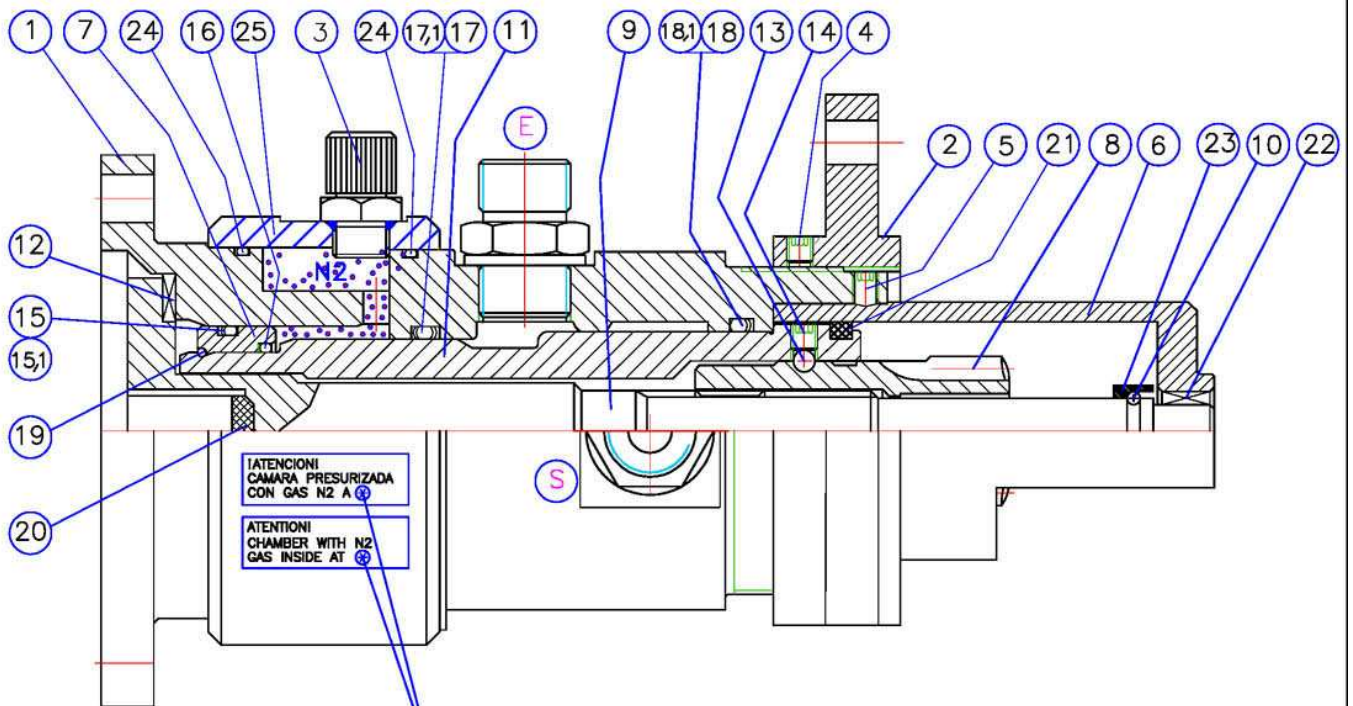 1 7 24 16 25 3 24 17,1 17 11 9 18,1 18 13 14 4
E
2 5 21 8 6 23 10 22
12
N2
15
15,1
19
S
20
¡ATENCION!
CAMARA PRESURIZADA
CON GAS N2 A *
ATENTION!
CHAMBER WITH N2
GAS INSIDE AT *